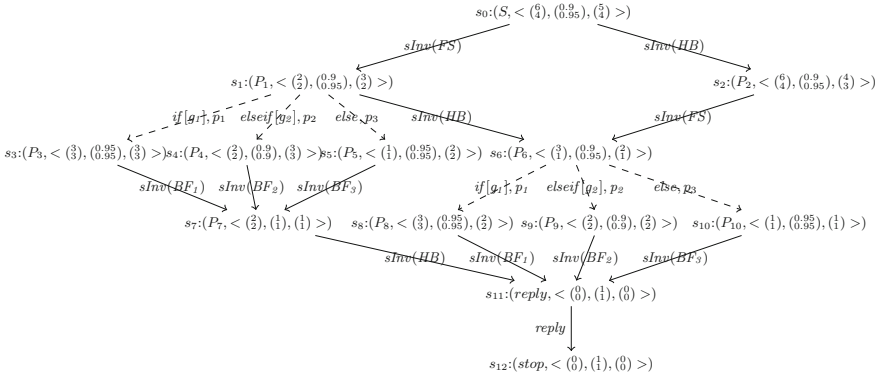 s0:(S, < (6 4), (0.9 0.95), (5 4) >)
sInv(FS) sInv(HB)
s1:(P1, < (2 2), (0.9 0.95), (3 2) >) s2:(P2, < (6 4), (0.9 0.95), (4 3) >)
if[g1], p1 elseif[g2], p2 else, p3 sInv(HB) sInv(FS)
s3:(P3, < (3 3), (0.95 0.95), (3 3) >) s4:(P4, < (2 2), (0.9 0.9), (3 3) >) s5:(P5, < (1 1), (0.95 0.95), (2 2) >) s6:(P6, < (3 1), (0.9 0.95), (2 1) >)
sInv(BF1) sInv(BF2) sInv(BF3) if[g1], p1 elseif[g2], p2 else, p3
s7:(P7, < (2 2), (1 1), (1 1) >) s8:(P8, < (3 3), (0.95 0.95), (2 2) >) s9:(P9, < (2 2), (0.9 0.9), (2 2) >) s10:(P10, < (1 1), (0.95 0.95), (1 1) >)
sInv(HB) sInv(BF1) sInv(BF2) sInv(BF3)
s11:(reply, < (0 0), (1 1), (0 0) >)
reply
s12:(stop, < (0 0), (1 1), (0 0) >)